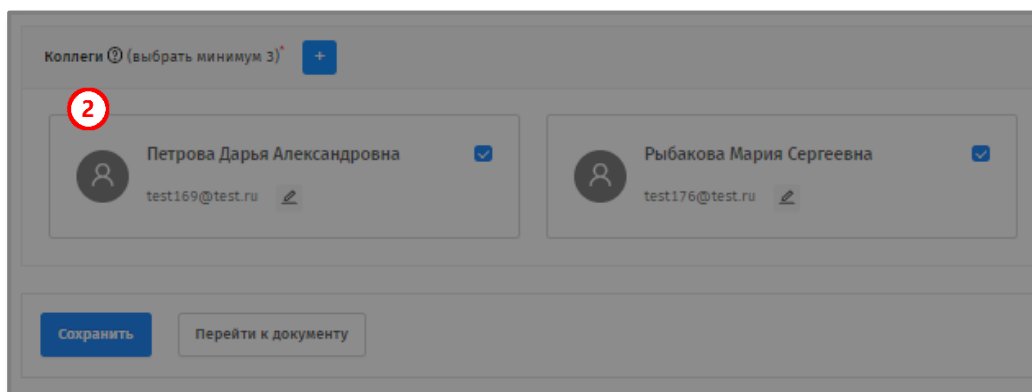 Коллеги ? (выбрать минимум 3)* +
2
Петрова Дарья Александровна
test169@test.ru
Рыбакова Мария Сергеевна
test176@test.ru
Сохранить Перейти к документу